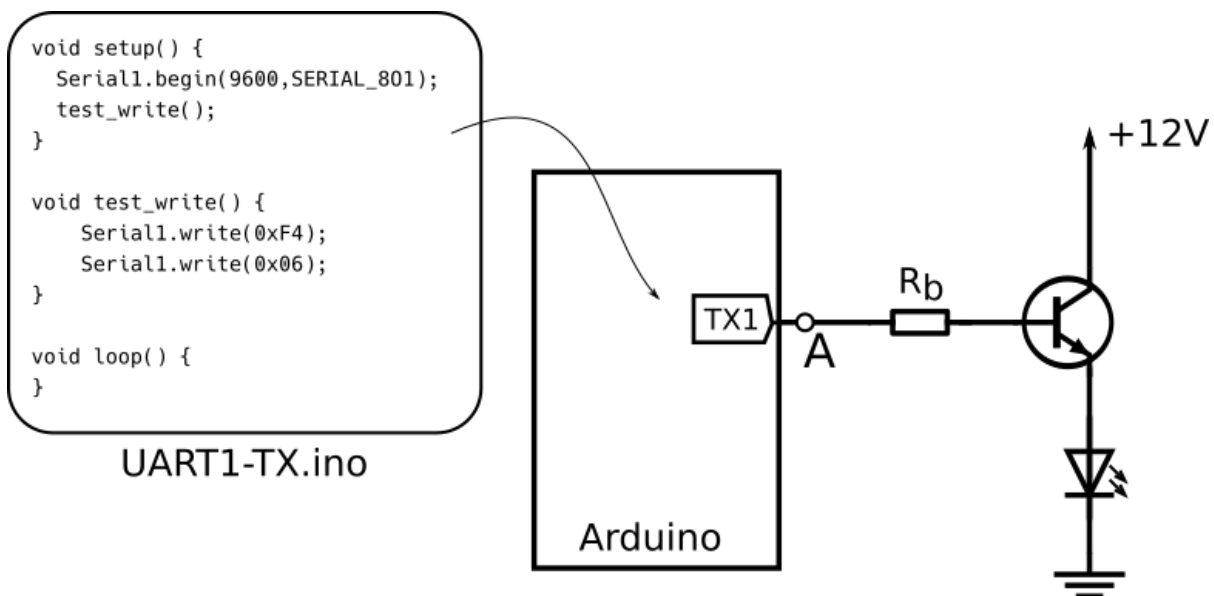 void setup() {
Serial1.begin(9600,SERIAL_8O1);
test_write();
}
void test_write() {
Serial1.write(0xF4);
Serial1.write(0x06);
}
void loop() {
}
UART1-TX.ino
+12V
TX1
A
Rb
Arduino